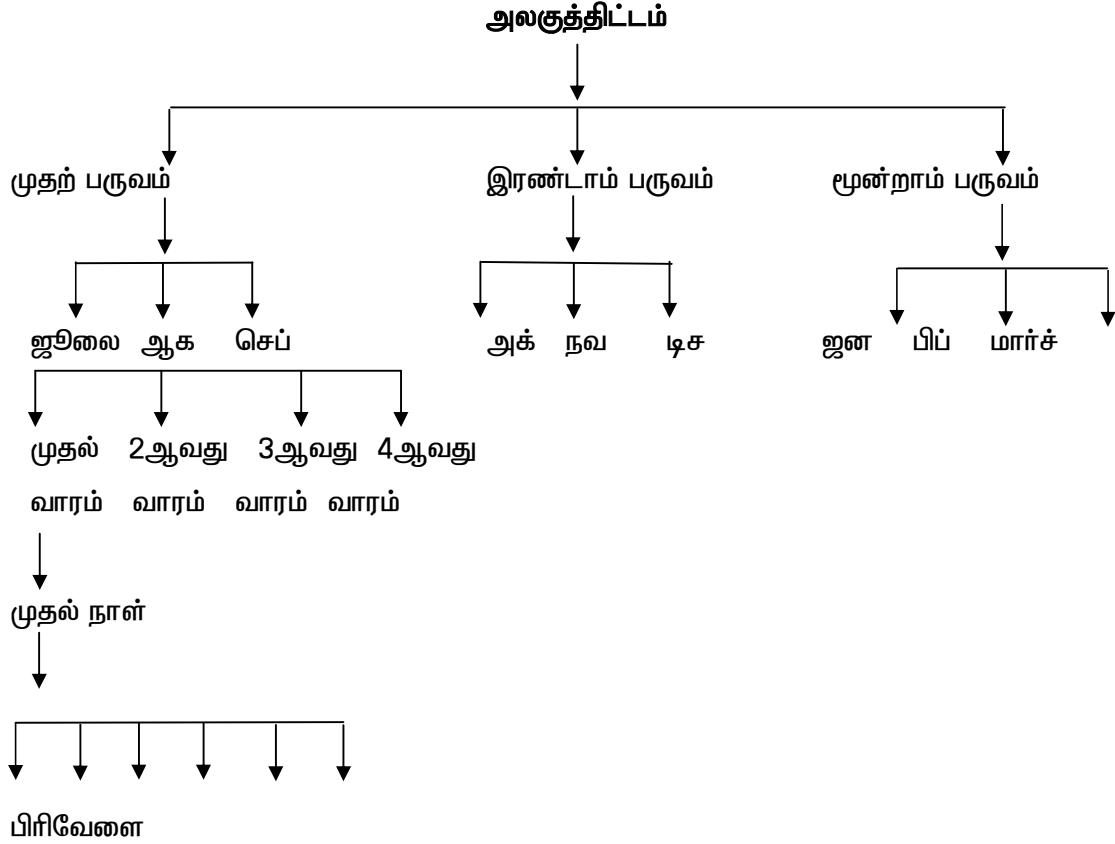 அலகுத்திட்டம்
முதற் பருவம் இரண்டாம் பருவம் மூன்றாம் பருவம்
ஜூலை ஆக செப் அக் நவ டிச ஜன பிப் மார்ச்
முதல் 2ஆவது 3ஆவது 4ஆவது
வாரம் வாரம் வாரம் வாரம்
முதல் நாள்
பிரிவேளை